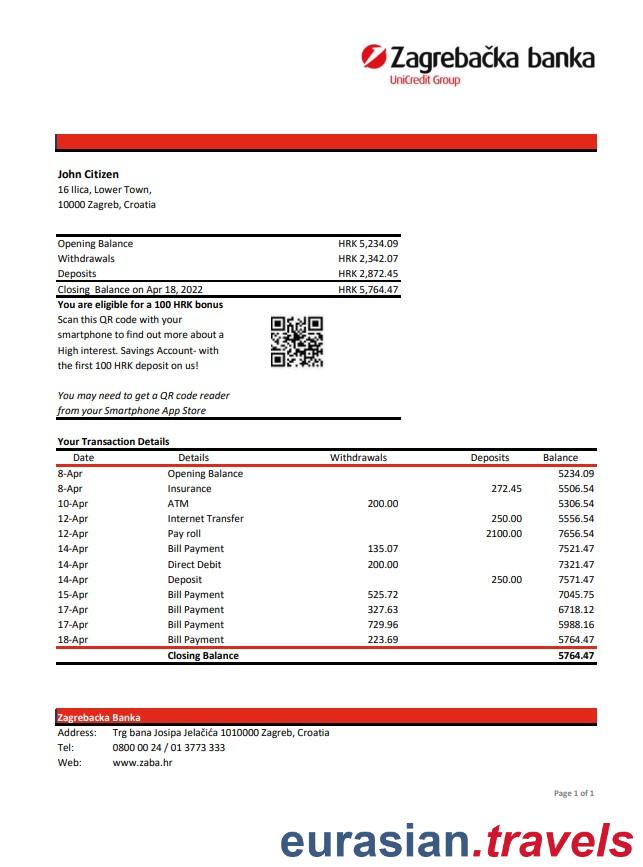 Zagrebačka banka
UniCredit Group
John Citizen
16 Ilica, Lower Town,
10000 Zagreb, Croatia
Opening Balance HRK 5,234.09
Withdrawals HRK 2,342.07
Deposits HRK 2,872.45
Closing Balance on Apr 18, 2022 HRK 5,764.47
You are eligible for a 100 HRK bonus
Scan this QR code with your
smartphone to find out more about a
High interest. Savings Account- with
the first 100 HRK deposit on us!
You may need to get a QR code reader
from your Smartphone App Store
Your Transaction Details
Date Details Withdrawals Deposits Balance
8-Apr Opening Balance 5234.09
8-Apr Insurance 272.45 5506.54
10-Apr ATM 200.00 5306.54
12-Apr Internet Transfer 250.00 5556.54
12-Apr Pay roll 2100.00 7656.54
14-Apr Bill Payment 135.07 7521.47
14-Apr Direct Debit 200.00 7321.47
14-Apr Deposit 250.00 7571.47
15-Apr Bill Payment 525.72 7045.75
17-Apr Bill Payment 327.63 6718.12
17-Apr Bill Payment 729.96 5988.16
18-Apr Bill Payment 223.69 5764.47
Closing Balance 5764.47
Zagrebacka Banka
Address: Trg bana Josipa Jelačića 1010000 Zagreb, Croatia
Tel: 0800 00 24 / 01 3773 333
Web: www.zaba.hr
Page 1 of 1
eurasian.travels